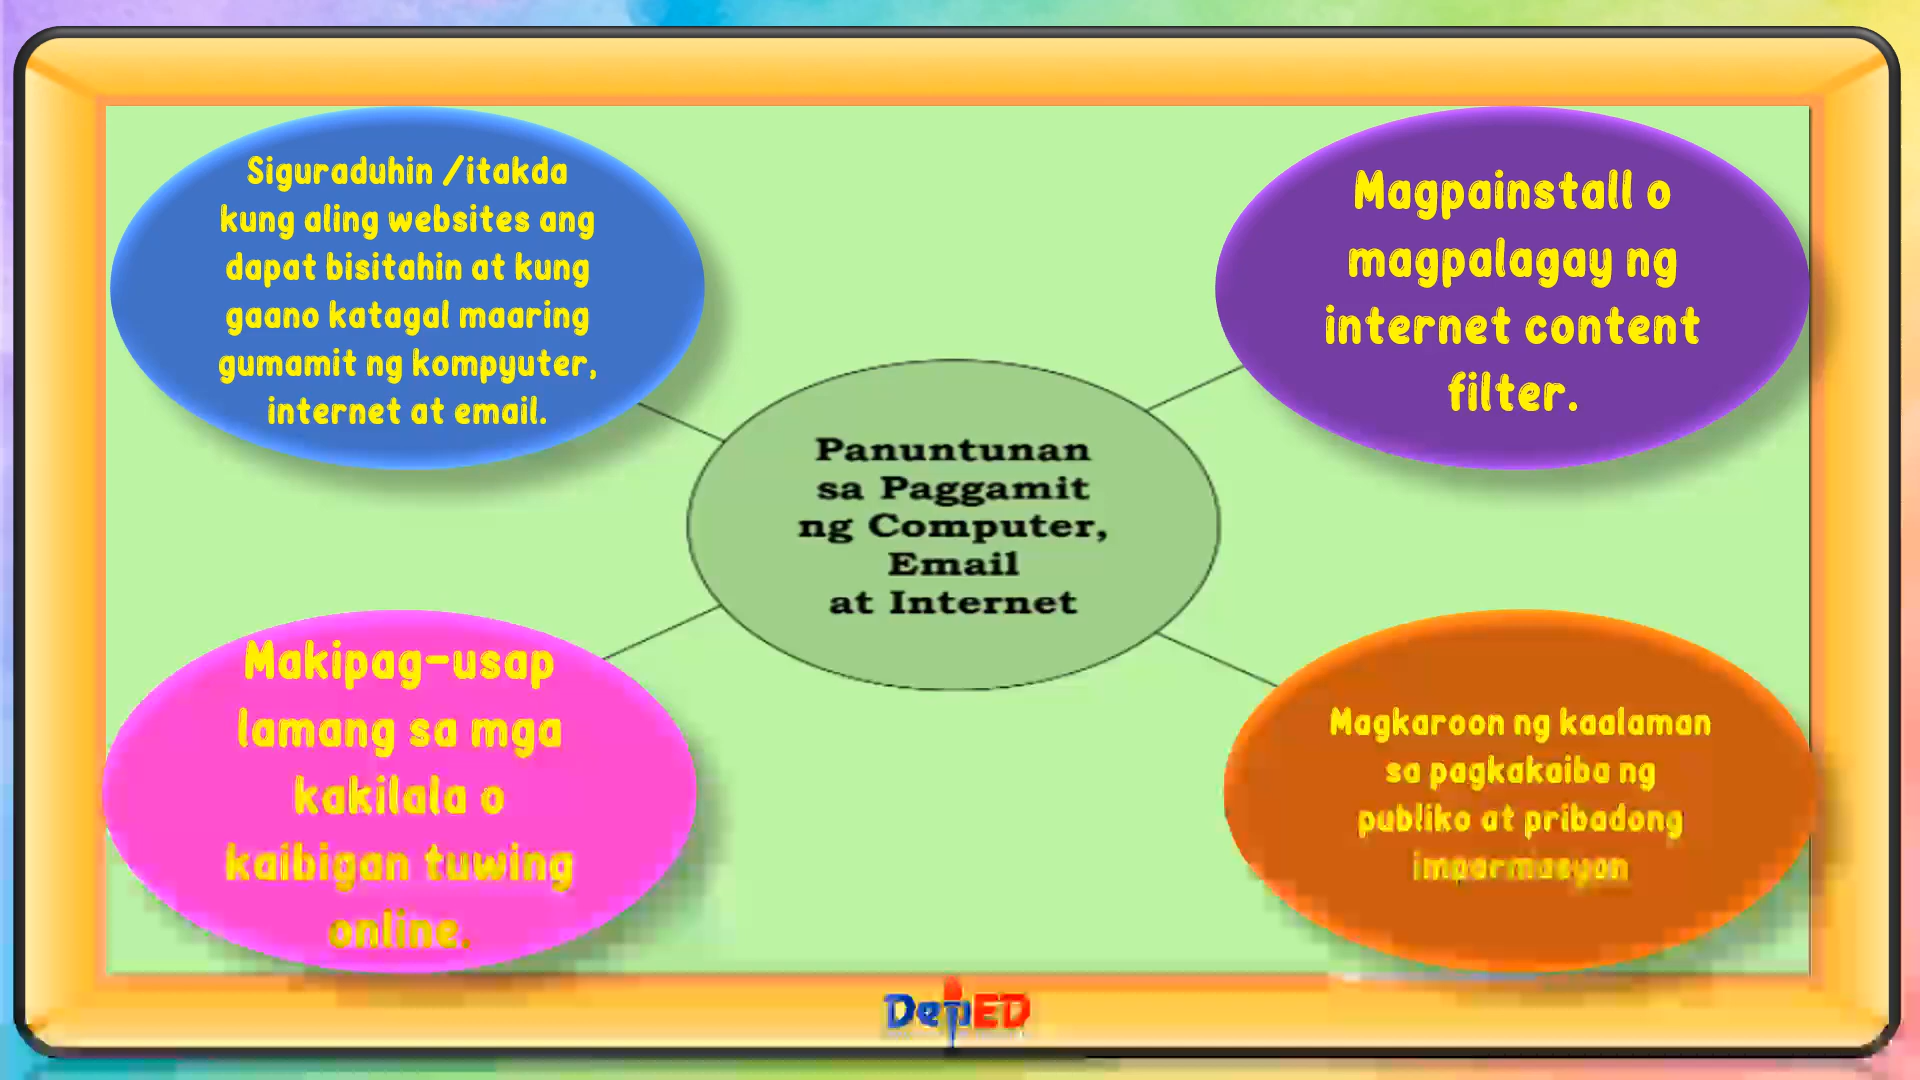 Siguraduhin /itakda
kung aling websites ang
dapat bisitahin at kung
gaano katagal maaring
gumamit ng kompyuter,
internet at email.
Magpainstall o
magpalagay ng
internet content
filter.
Panuntunan
sa Paggamit
ng Computer,
Email
at Internet
Makipag-usap
lamang sa mga
kakilala o
kaibigan tuwing
online.
Magkaroon ng kaalaman
sa pagkakaiba ng
publiko at pribadong
impormasyon
DepED